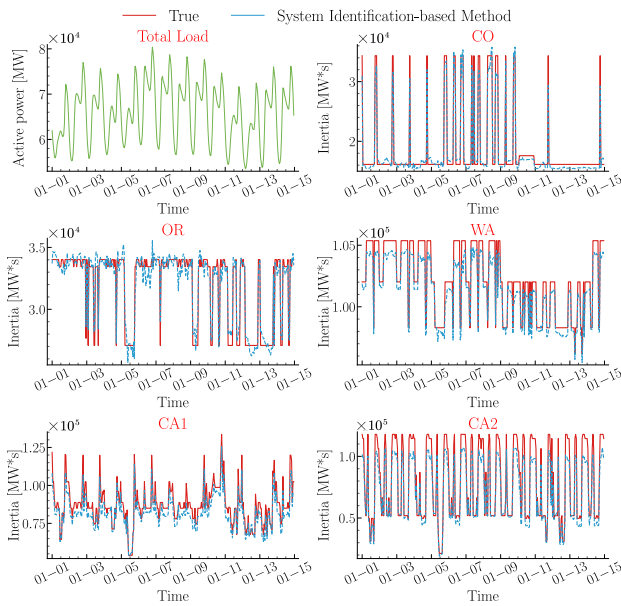 True System Identification-based Method
Total Load
×10⁴
Active power [MW]
8
7
6
01−01 01−03 01−05 01−07 01−09 01−11 01−13 01−15
Time
CO
×10⁴
Inertia [MW*s]
3
2
01−01 01−03 01−05 01−07 01−09 01−11 01−13 01−15
Time
OR
×10⁴
Inertia [MW*s]
3.5
3.0
01−01 01−03 01−05 01−07 01−09 01−11 01−13 01−15
Time
WA
×10⁵
Inertia [MW*s]
1.05
1.00
01−01 01−03 01−05 01−07 01−09 01−11 01−13 01−15
Time
CA1
×10⁵
Inertia [MW*s]
1.25
1.00
0.75
01−01 01−03 01−05 01−07 01−09 01−11 01−13 01−15
Time
CA2
×10⁵
Inertia [MW*s]
1.0
0.5
01−01 01−03 01−05 01−07 01−09 01−11 01−13 01−15
Time